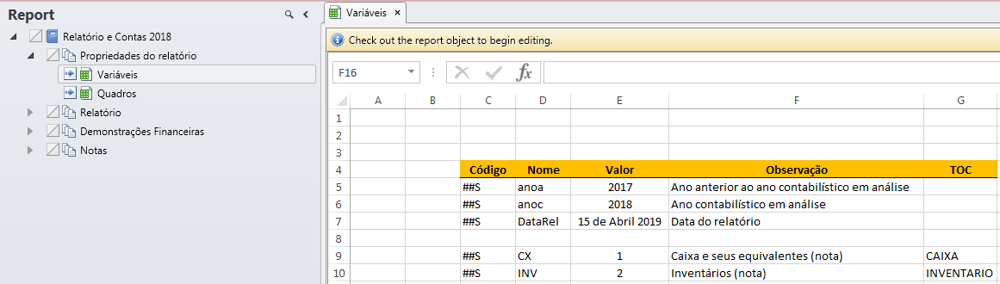 Report
Relatório e Contas 2018
Propriedades do relatório
Variáveis
Quadros
Relatório
Demonstrações Financeiras
Notas
Variáveis ×
Check out the report object to begin editing.
F16 fx
A B C D E F G
1
2
3
4 Código Nome Valor Observação TOC
5 ##S anoa 2017 Ano anterior ao ano contabilístico em análise
6 ##S anoc 2018 Ano contabilístico em análise
7 ##S DataRel 15 de Abril 2019 Data do relatório
8
9 ##S CX 1 Caixa e seus equivalentes (nota) CAIXA
10 ##S INV 2 Inventários (nota) INVENTARIO